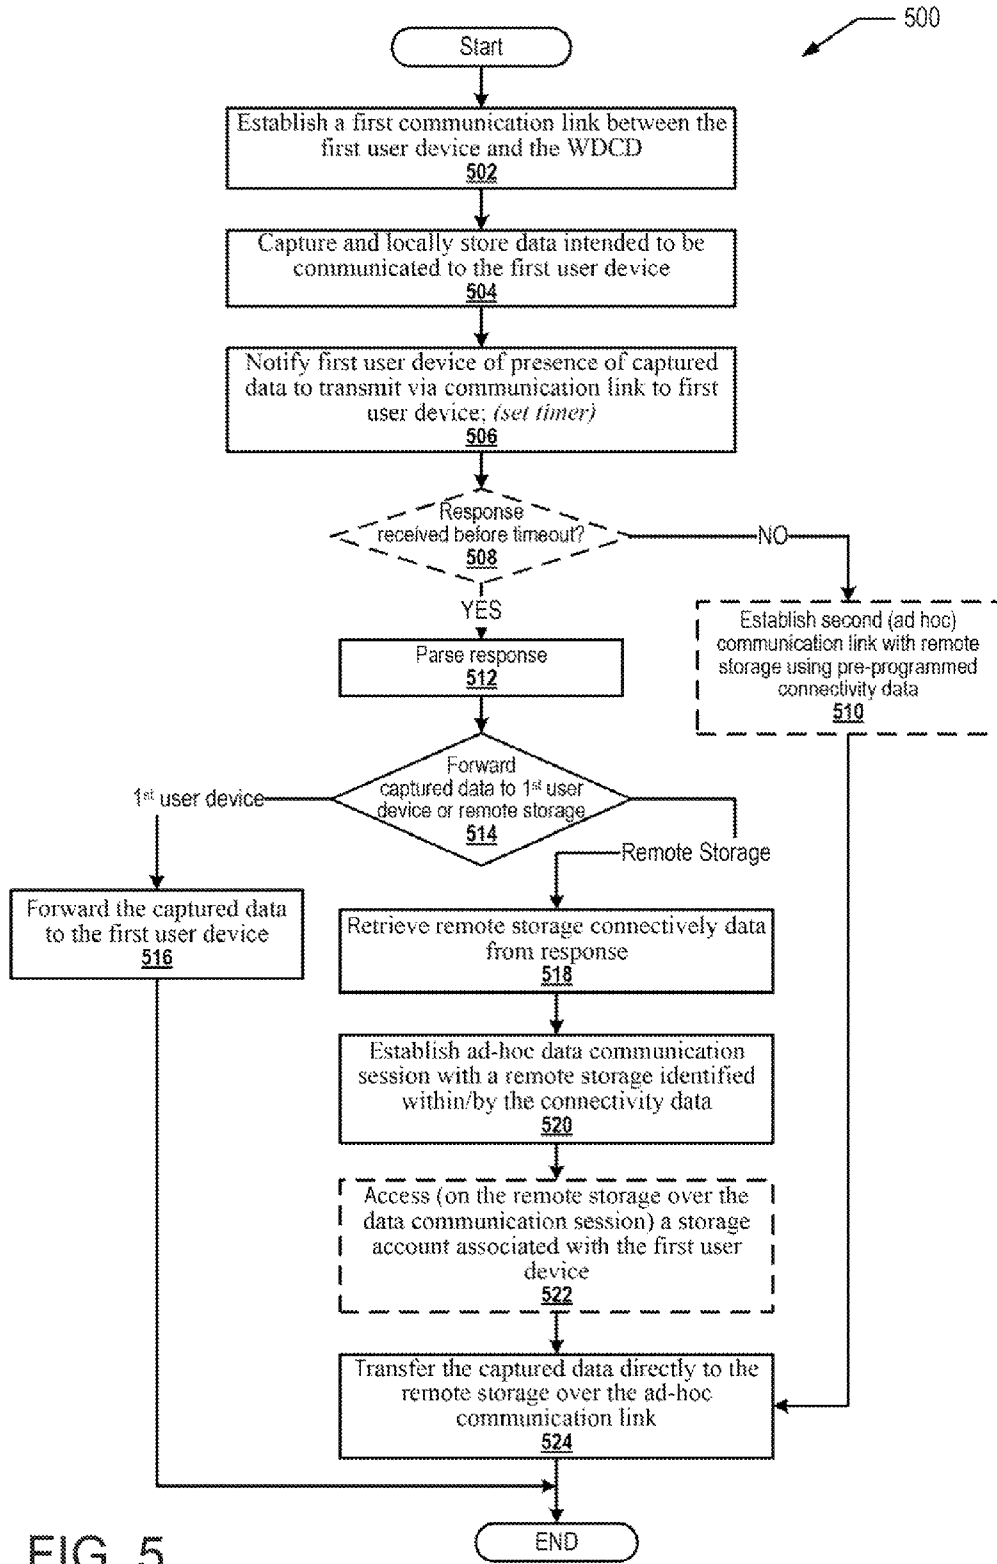 500
Start
Establish a first communication link between the
first user device and the WDCD
502
Capture and locally store data intended to be
communicated to the first user device
504
Notify first user device of presence of captured
data to transmit via communication link to first
user device; (set timer)
506
Response
received before timeout?
508
NO
YES
Establish second (ad hoc)
communication link with remote
storage using pre-programmed
connectivity data
510
Parse response
512
Forward
captured data to 1st user
device or remote storage
514
1st user device
Remote Storage
Forward the captured data
to the first user device
516
Retrieve remote storage connectively data
from response
518
Establish ad-hoc data communication
session with a remote storage identified
within/by the connectivity data
520
Access (on the remote storage over the
data communication session) a storage
account associated with the first user
device
522
Transfer the captured data directly to the
remote storage over the ad-hoc
communication link
524
END
FIG. 5